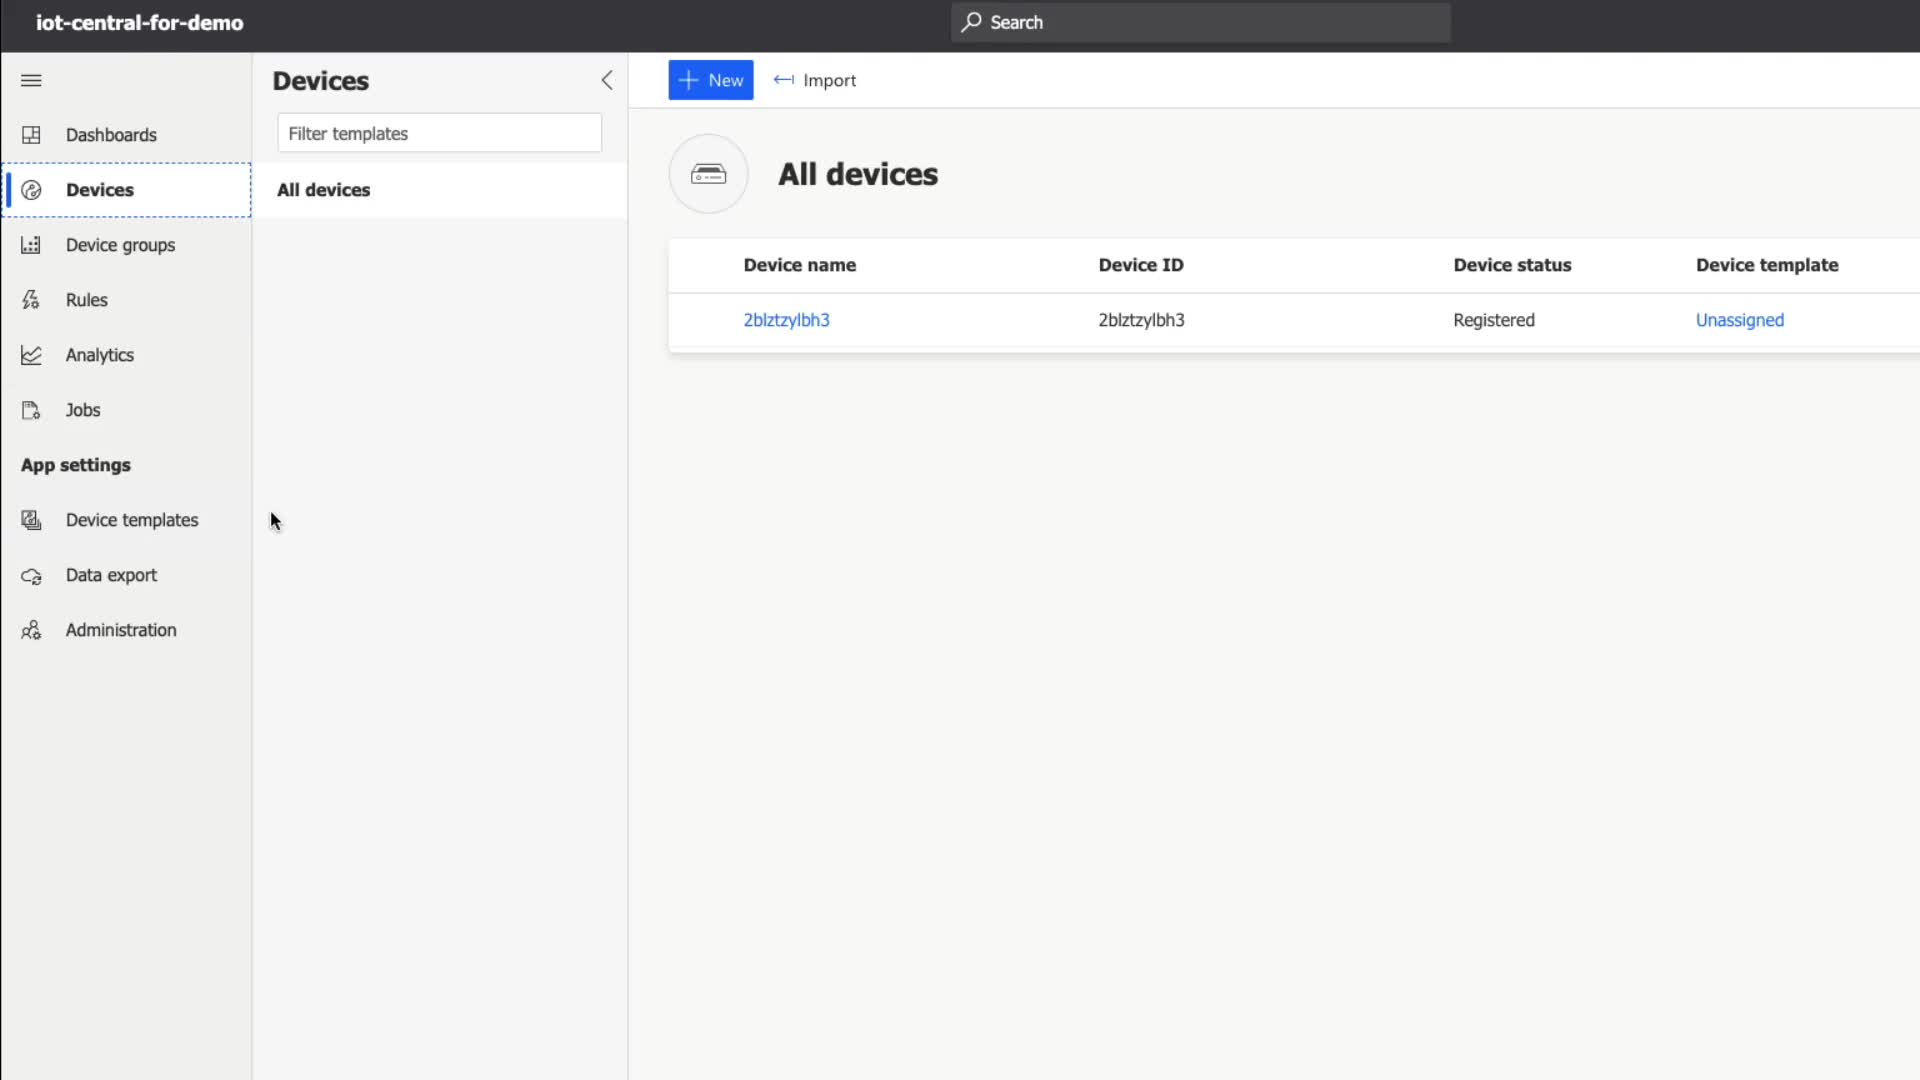 iot-central-for-demo
Search
Devices
New
Import
Filter templates
Dashboards
Devices
All devices
Device groups
Rules
Analytics
Jobs
App settings
Device templates
Data export
Administration
All devices
Device name Device ID Device status Device template
2blztzylbh3 2blztzylbh3 Registered Unassigned